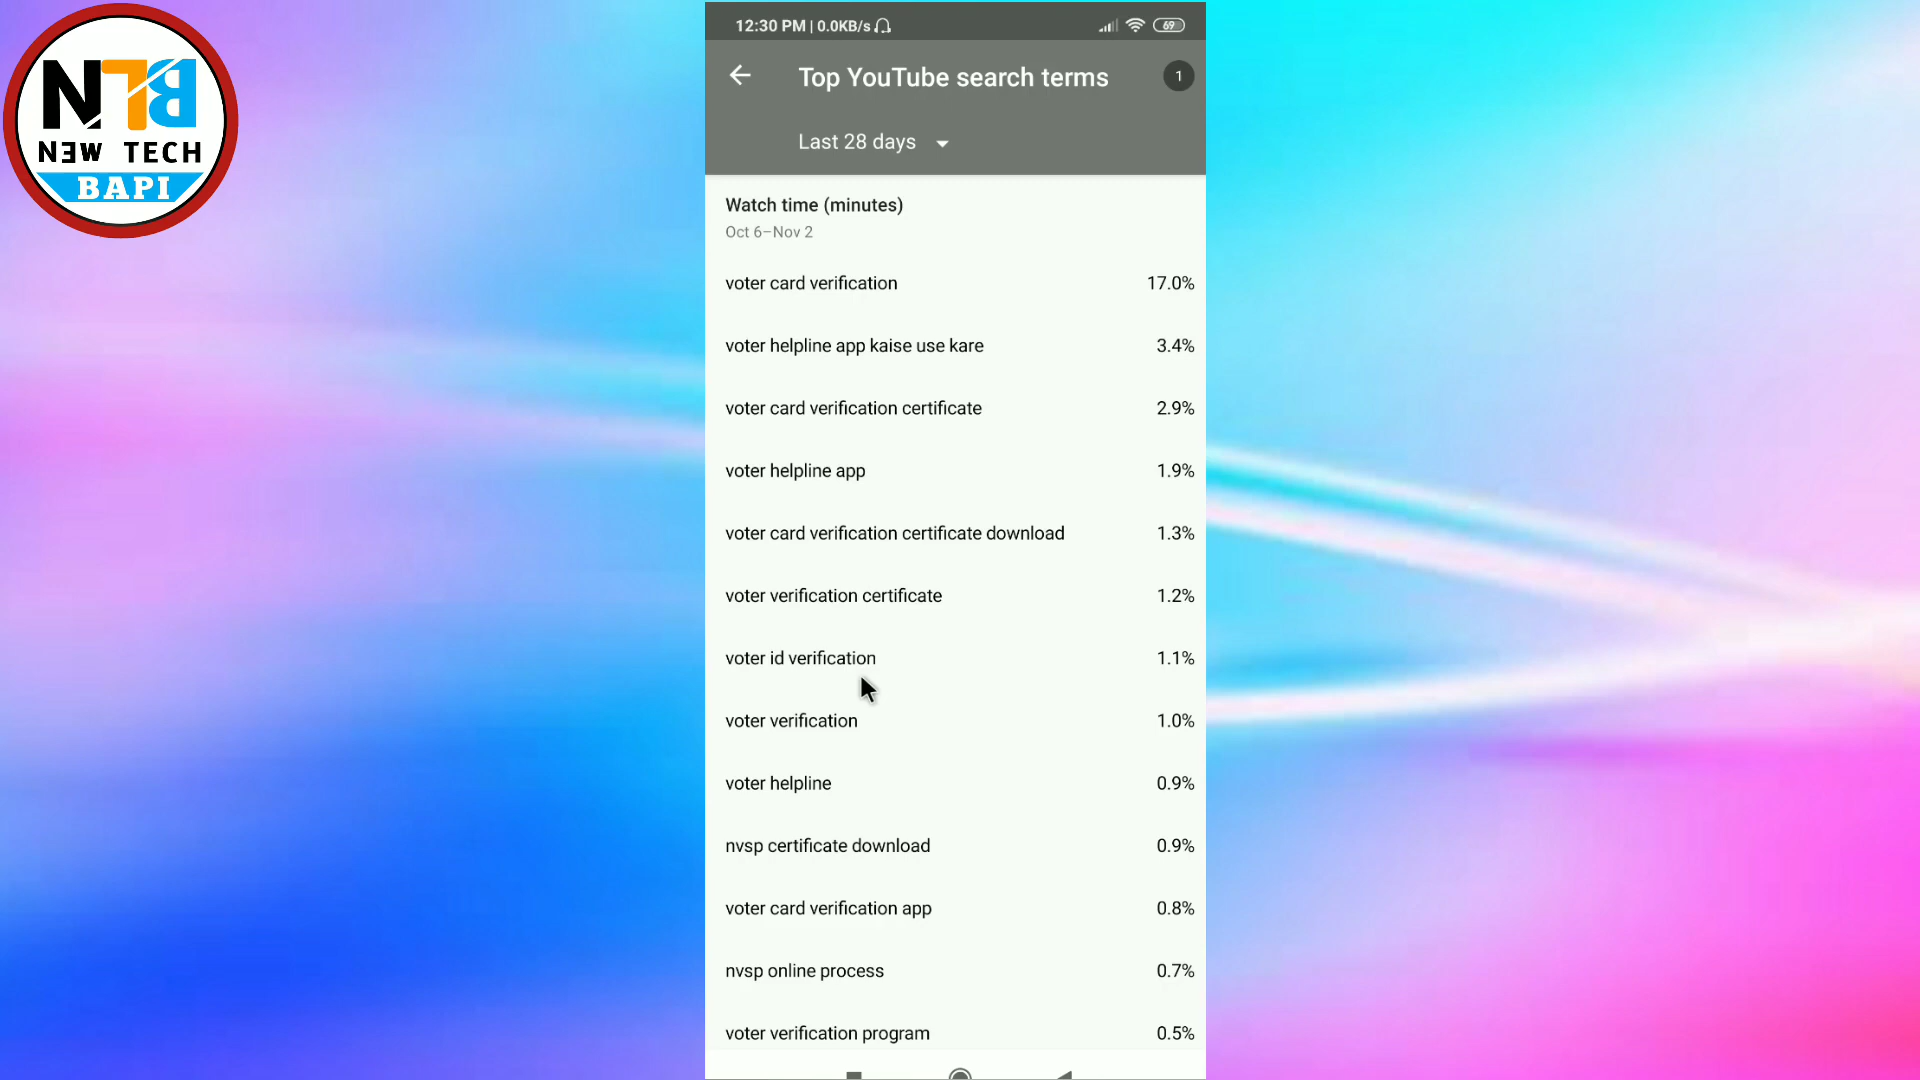 NTB
NEW TECH
BAPI
12:30 PM | 0.0KB/s
69
Top YouTube search terms
1
Last 28 days
Watch time (minutes)
Oct 6–Nov 2
voter card verification 17.0%
voter helpline app kaise use kare 3.4%
voter card verification certificate 2.9%
voter helpline app 1.9%
voter card verification certificate download 1.3%
voter verification certificate 1.2%
voter id verification 1.1%
voter verification 1.0%
voter helpline 0.9%
nvsp certificate download 0.9%
voter card verification app 0.8%
nvsp online process 0.7%
voter verification program 0.5%